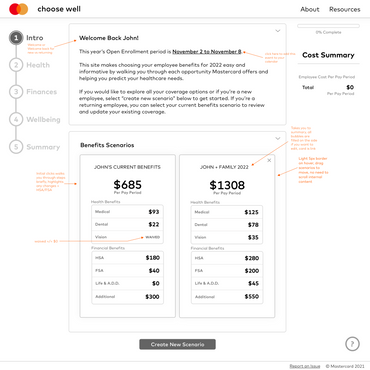 choose well
About
Resources
1
Intro
2
Health
3
Finances
4
Wellbeing
5
Summary
Welcome Back John!
This year's Open Enrollment period is November 2 to November 8.
This site makes choosing your benefits for 2022 easy and
informative by walking you through each opportunity Mastercard offers and
helping you predict your healthcare needs.
If you would like to explore all your coverage options or if you're a new
employee, select "create new scenario" below to get started. If you're a
returning employee, you can select your current benefits scenario to review
and update your existing coverage.
0% Complete
Cost Summary
Employee Cost Per Pay Period
Total $0
Per Pay Period
Benefits Scenarios
JOHN'S CURRENT BENEFITS
$685
Per Pay Period
Health Benefits
Medical $93
Dental $22
Vision WAIVED
Financial Benefits
HSA $180
FSA $40
Life & A.D.D. $0
Additional $300
JOHN + FAMILY 2022
$1308
Per Pay Period
Health Benefits
Medical $125
Dental $78
Vision $35
Financial Benefits
HSA $280
FSA $200
Life & A.D.D. $45
Additional $550
Create New Scenario
?
Report an Issue
© Mastercard 2021